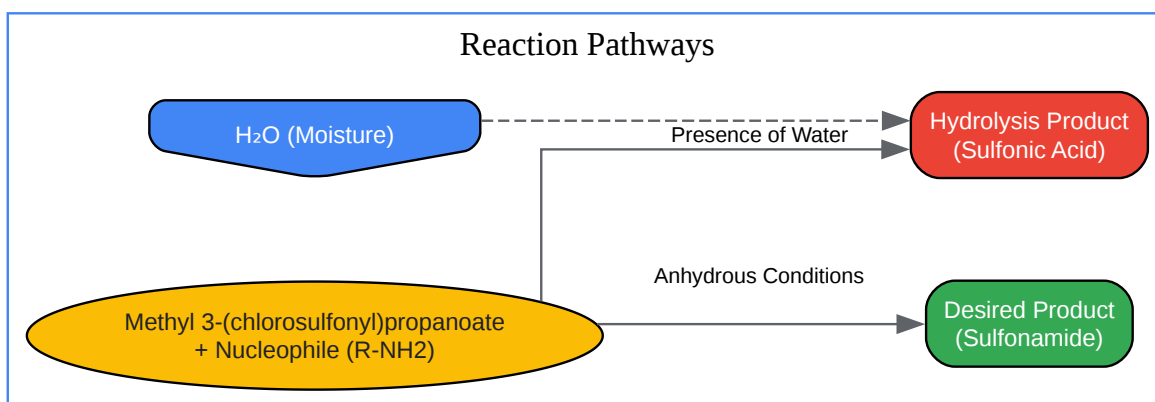 Reaction Pathways
H₂O (Moisture)
Presence of Water
Hydrolysis Product
(Sulfonic Acid)
Anhydrous Conditions
Methyl 3-(chlorosulfonyl)propanoate
+ Nucleophile (R-NH2)
Desired Product
(Sulfonamide)